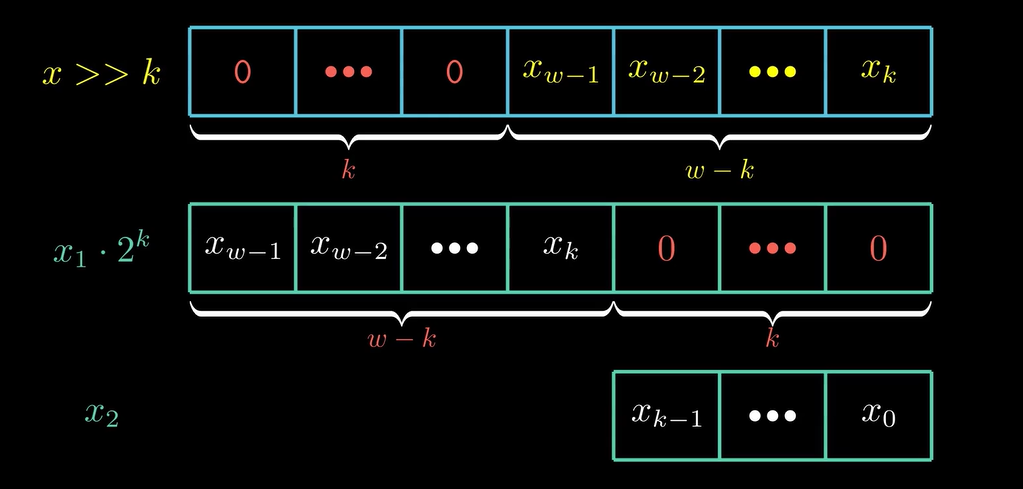 x >> k 0 ••• 0 x_{w−1} x_{w−2} ••• x_k
k w − k
x_1 · 2^k x_{w−1} x_{w−2} ••• x_k 0 ••• 0
w − k k
x_2 x_{k−1} ••• x_0